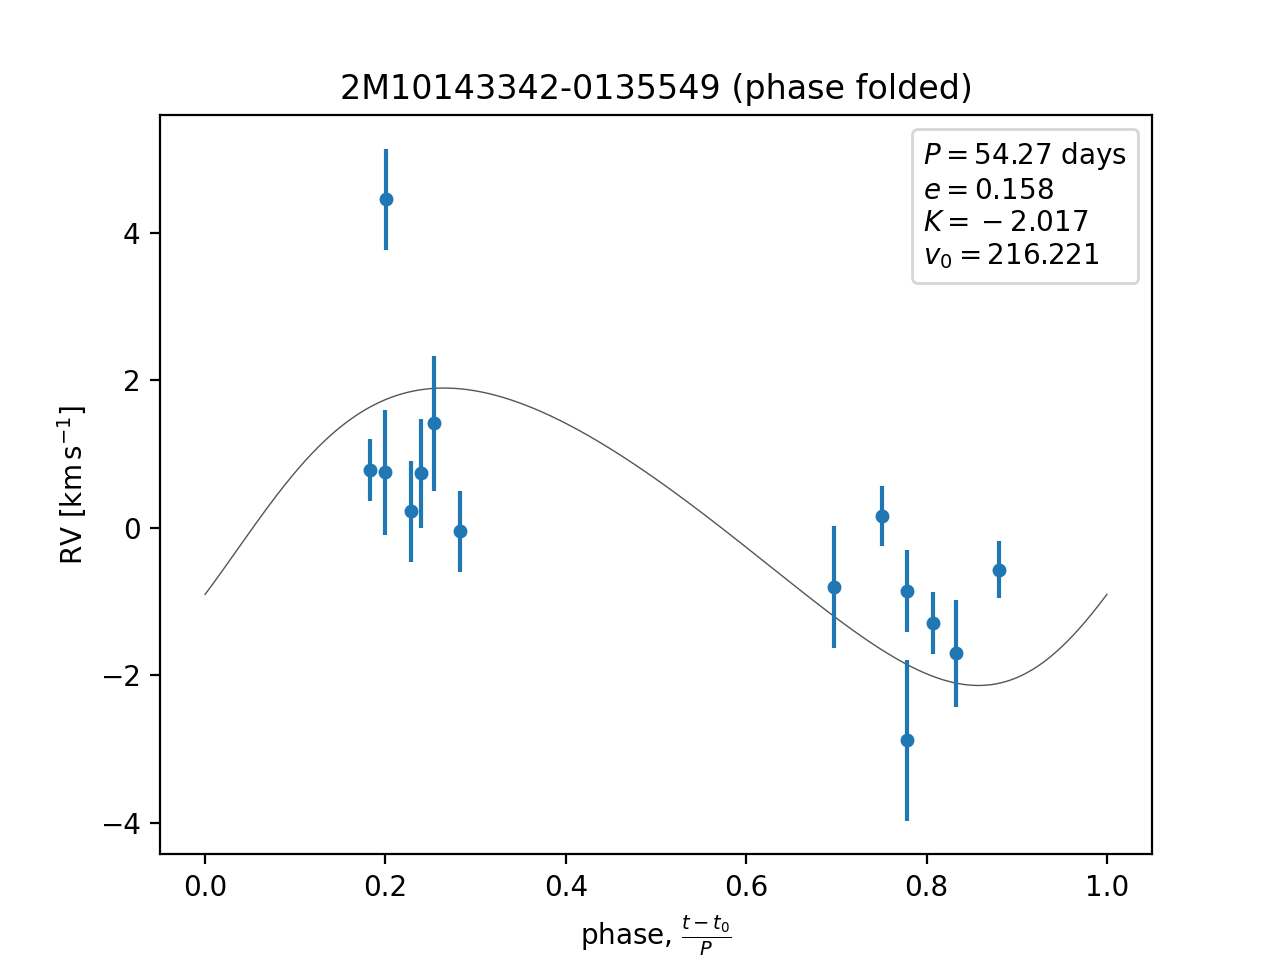 2M10143342-0135549 (phase folded)
P = 54.27 days
e = 0.158
K = −2.017
v₀ = 216.221
RV [km s⁻¹]
4
2
0
−2
−4
0.0 0.2 0.4 0.6 0.8 1.0
phase, (t − t₀)/P